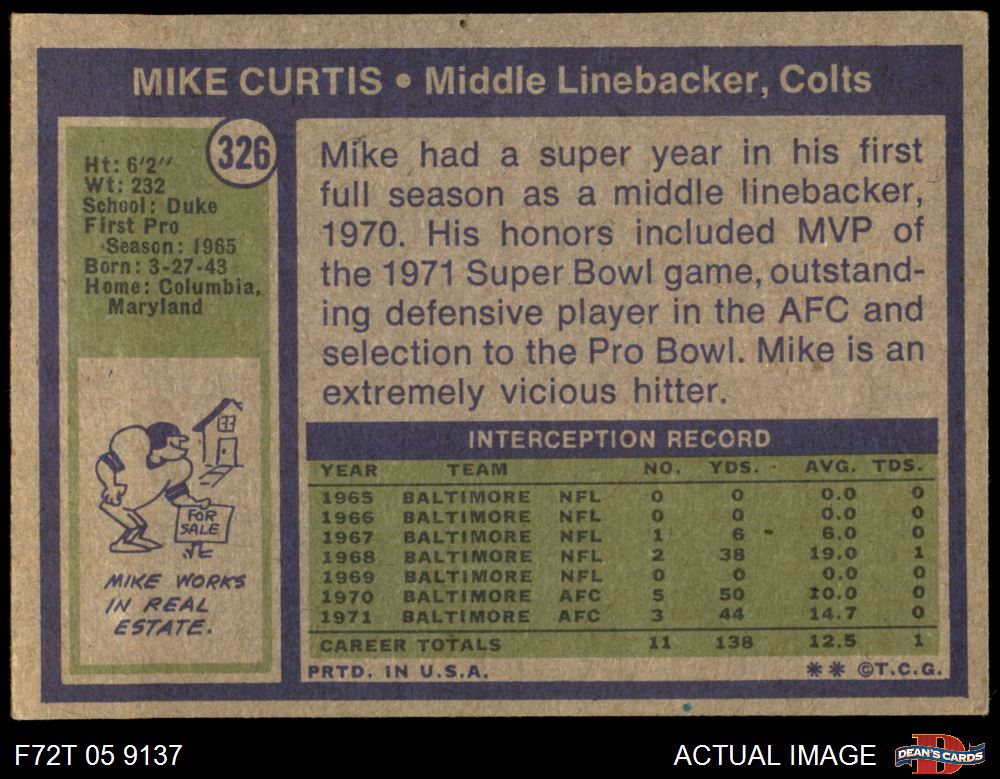 MIKE CURTIS • Middle Linebacker, Colts
326
Ht: 6'2"
Wt: 232
School: Duke
First Pro
Season: 1965
Born: 3-27-43
Home: Columbia,
Maryland
Mike had a super year in his first
full season as a middle linebacker,
1970. His honors included MVP of
the 1971 Super Bowl game, outstand-
ing defensive player in the AFC and
selection to the Pro Bowl. Mike is an
extremely vicious hitter.
FOR
SALE
MIKE WORKS
IN REAL
ESTATE.
INTERCEPTION RECORD
YEAR TEAM NO. YDS. AVG. TDS.
1965 BALTIMORE NFL 0 0 0.0 0
1966 BALTIMORE NFL 0 0 0.0 0
1967 BALTIMORE NFL 1 6 6.0 0
1968 BALTIMORE NFL 2 38 19.0 1
1969 BALTIMORE NFL 0 0 0.0 0
1970 BALTIMORE AFC 5 50 10.0 0
1971 BALTIMORE AFC 3 44 14.7 0
CAREER TOTALS 11 138 12.5 1
PRTD. IN U.S.A. ** ©T.C.G.
F72T 05 9137
ACTUAL IMAGE
D
DEAN'S CARDS